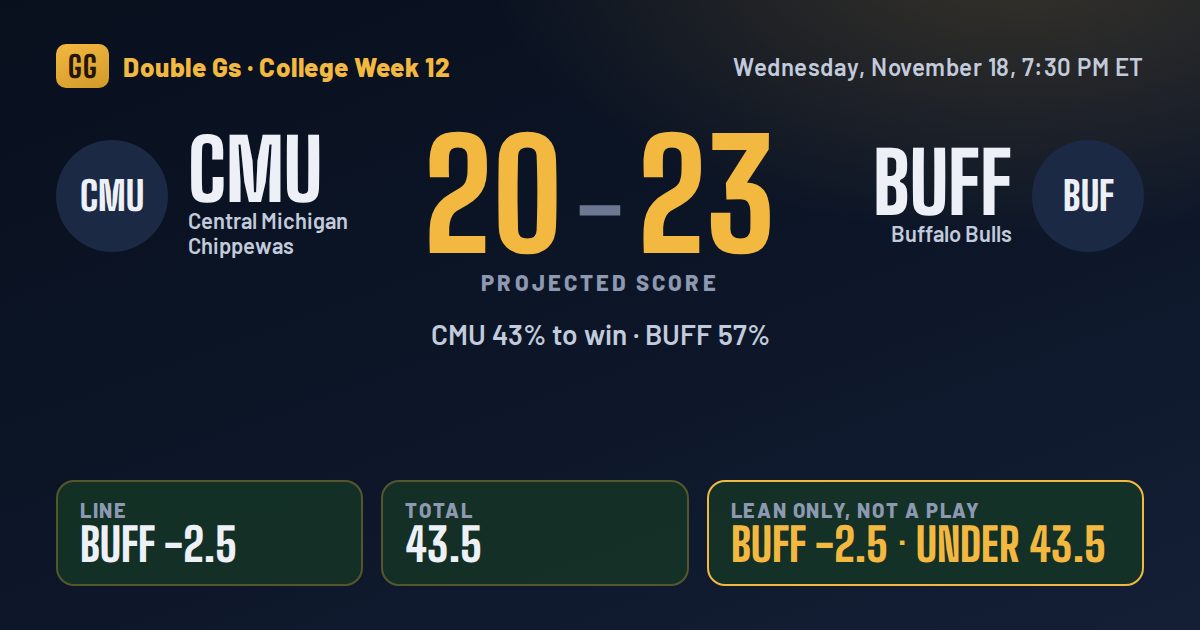 GG
Double Gs · College Week 12
Wednesday, November 18, 7:30 PM ET
CMU
CMU
Central Michigan
Chippewas
20 – 23
PROJECTED SCORE
CMU 43% to win · BUFF 57%
BUFF
Buffalo Bulls
BUF
LINE
BUFF −2.5
TOTAL
43.5
LEAN ONLY, NOT A PLAY
BUFF −2.5 · UNDER 43.5